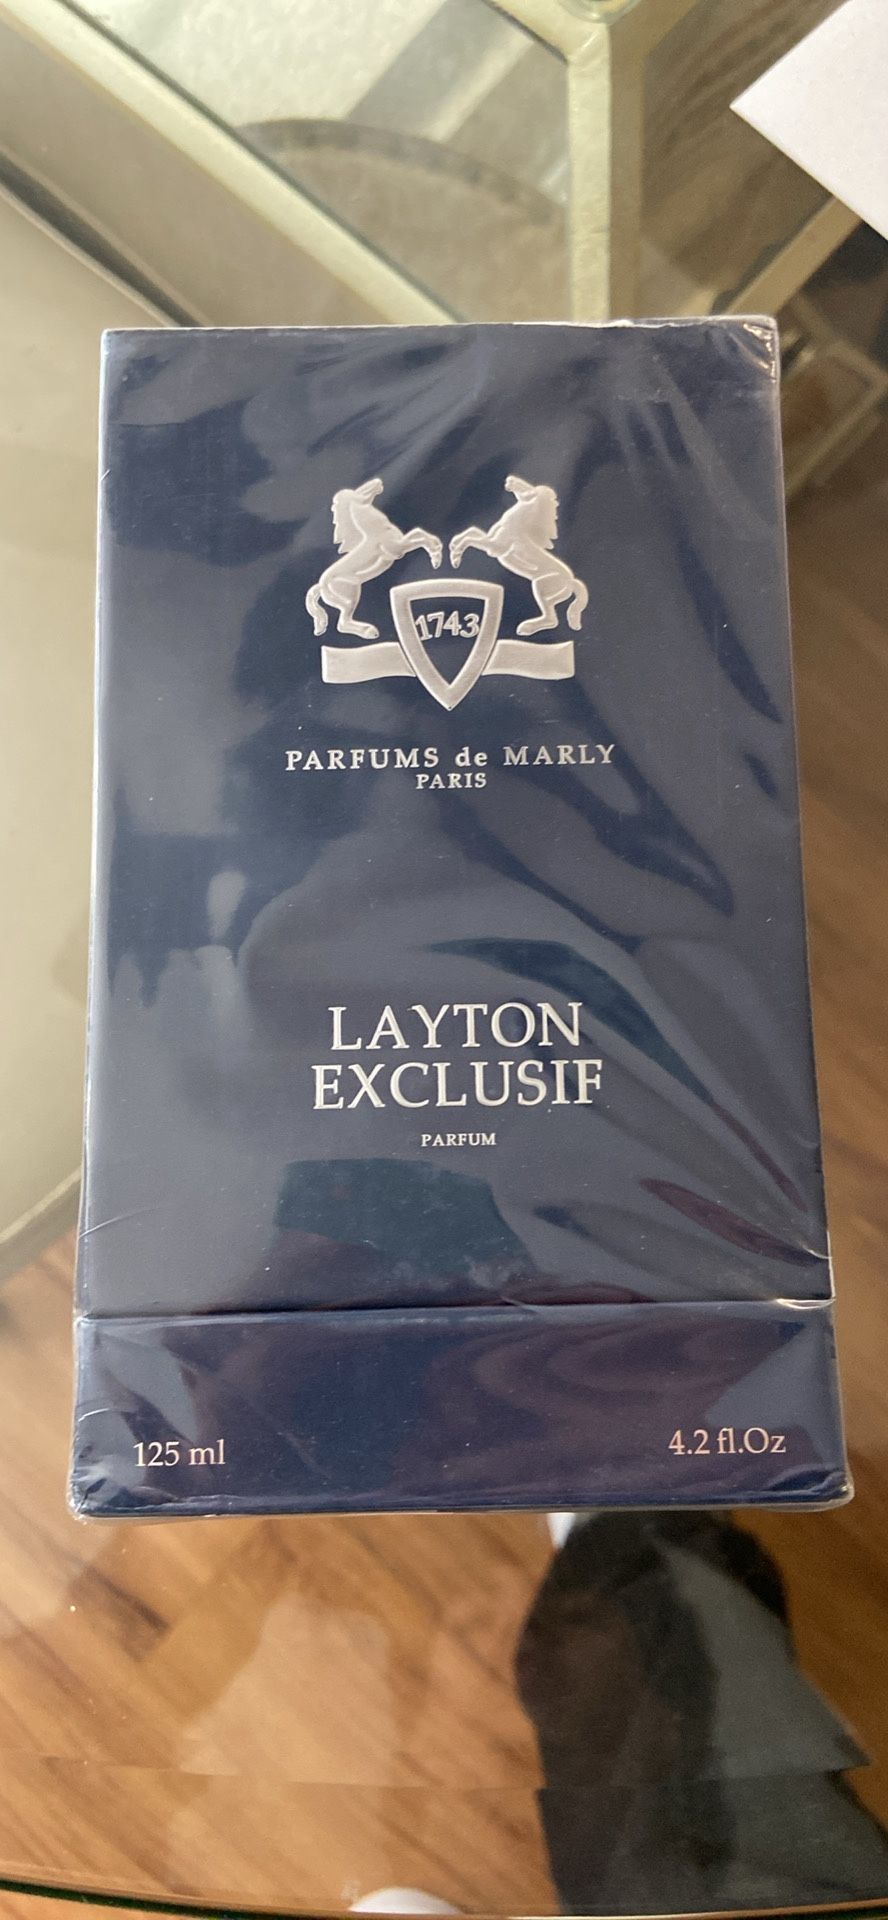 1743
PARFUMS de MARLY
PARIS
LAYTON
EXCLUSIF
PARFUM
125 ml 4.2 fl.Oz